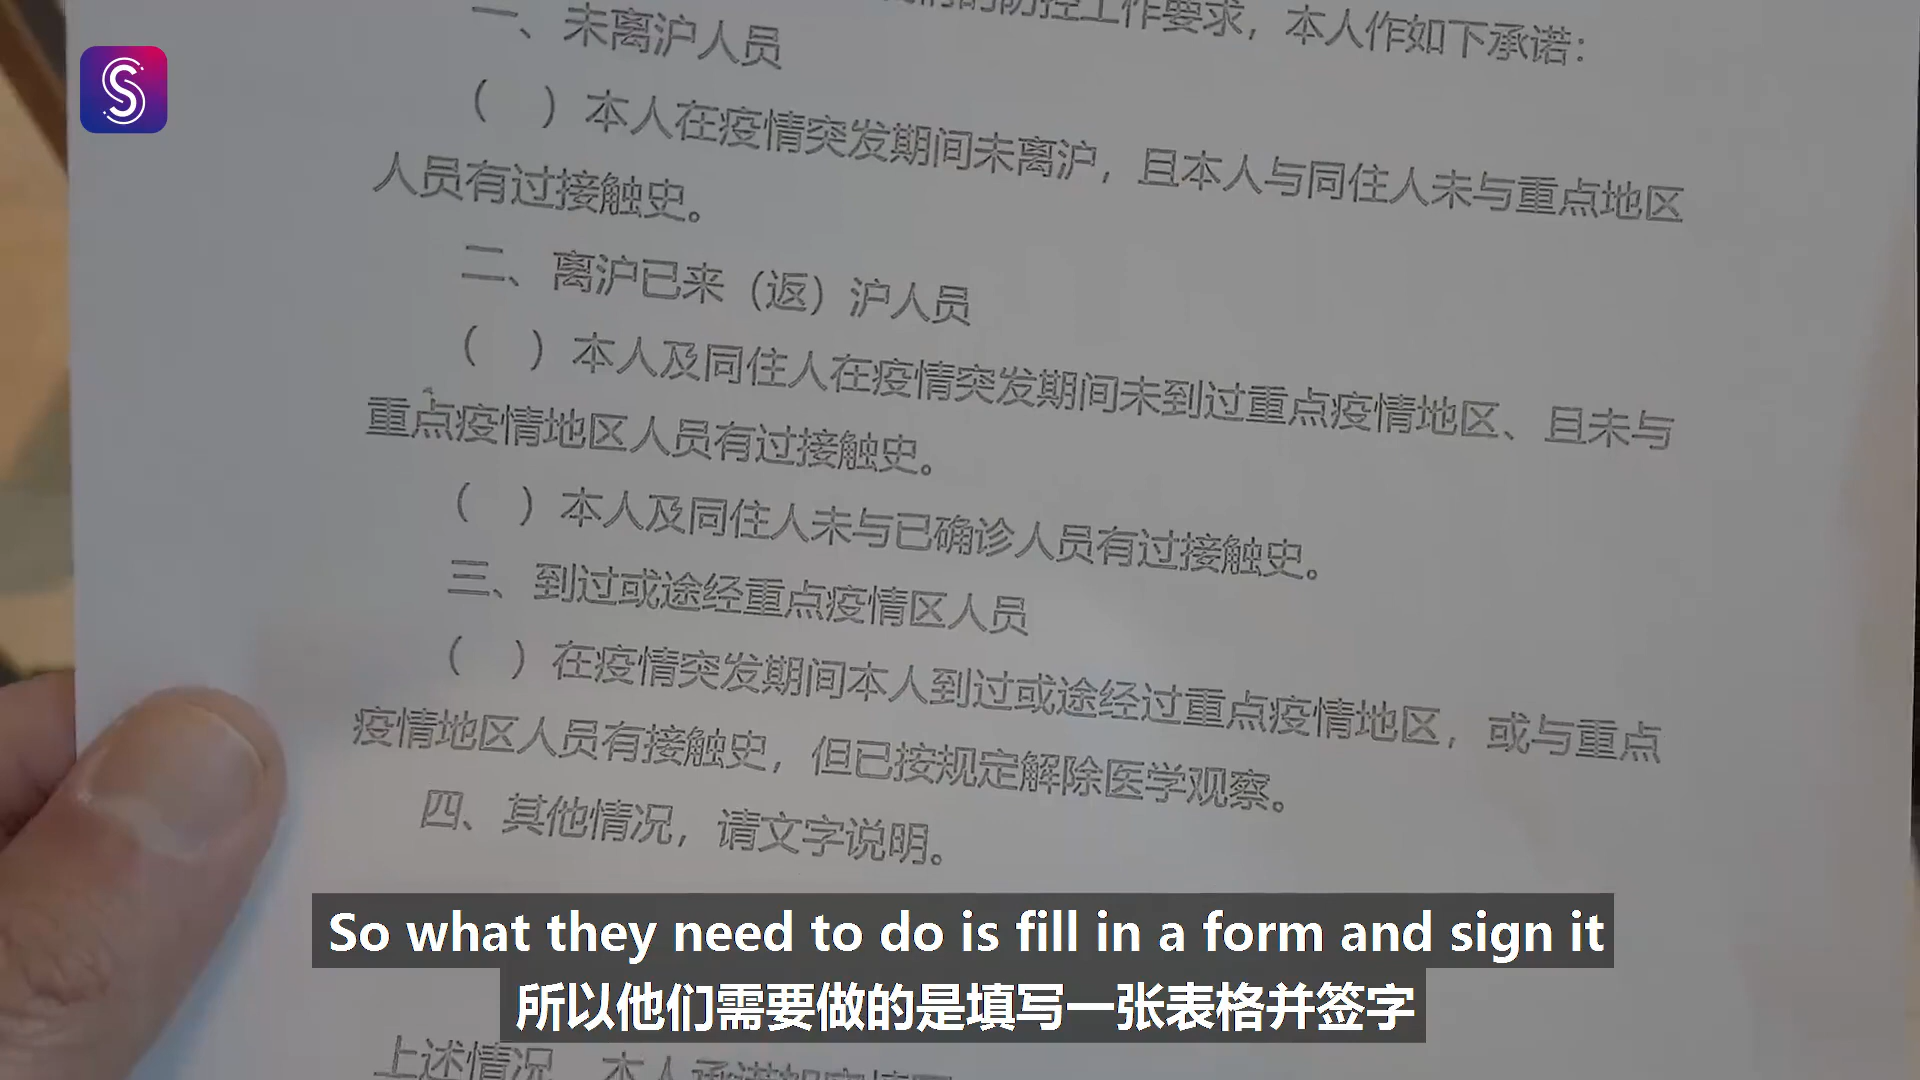 防控工作要求，本人作如下承诺：
一、未离沪人员
（ ）本人在疫情突发期间未离沪，且本人与同住人未与重点地区
人员有过接触史。
二、离沪已来（返）沪人员
（ ）本人及同住人在疫情突发期间未到过重点疫情地区、且未与
重点疫情地区人员有过接触史。
（ ）本人及同住人未与已确诊人员有过接触史。
三、到过或途经重点疫情区人员
（ ）在疫情突发期间本人到过或途经过重点疫情地区，或与重点
疫情地区人员有接触史，但已按规定解除医学观察。
四、其他情况，请文字说明。
So what they need to do is fill in a form and sign it
所以他们需要做的是填写一张表格并签字
上述情况，本人承诺